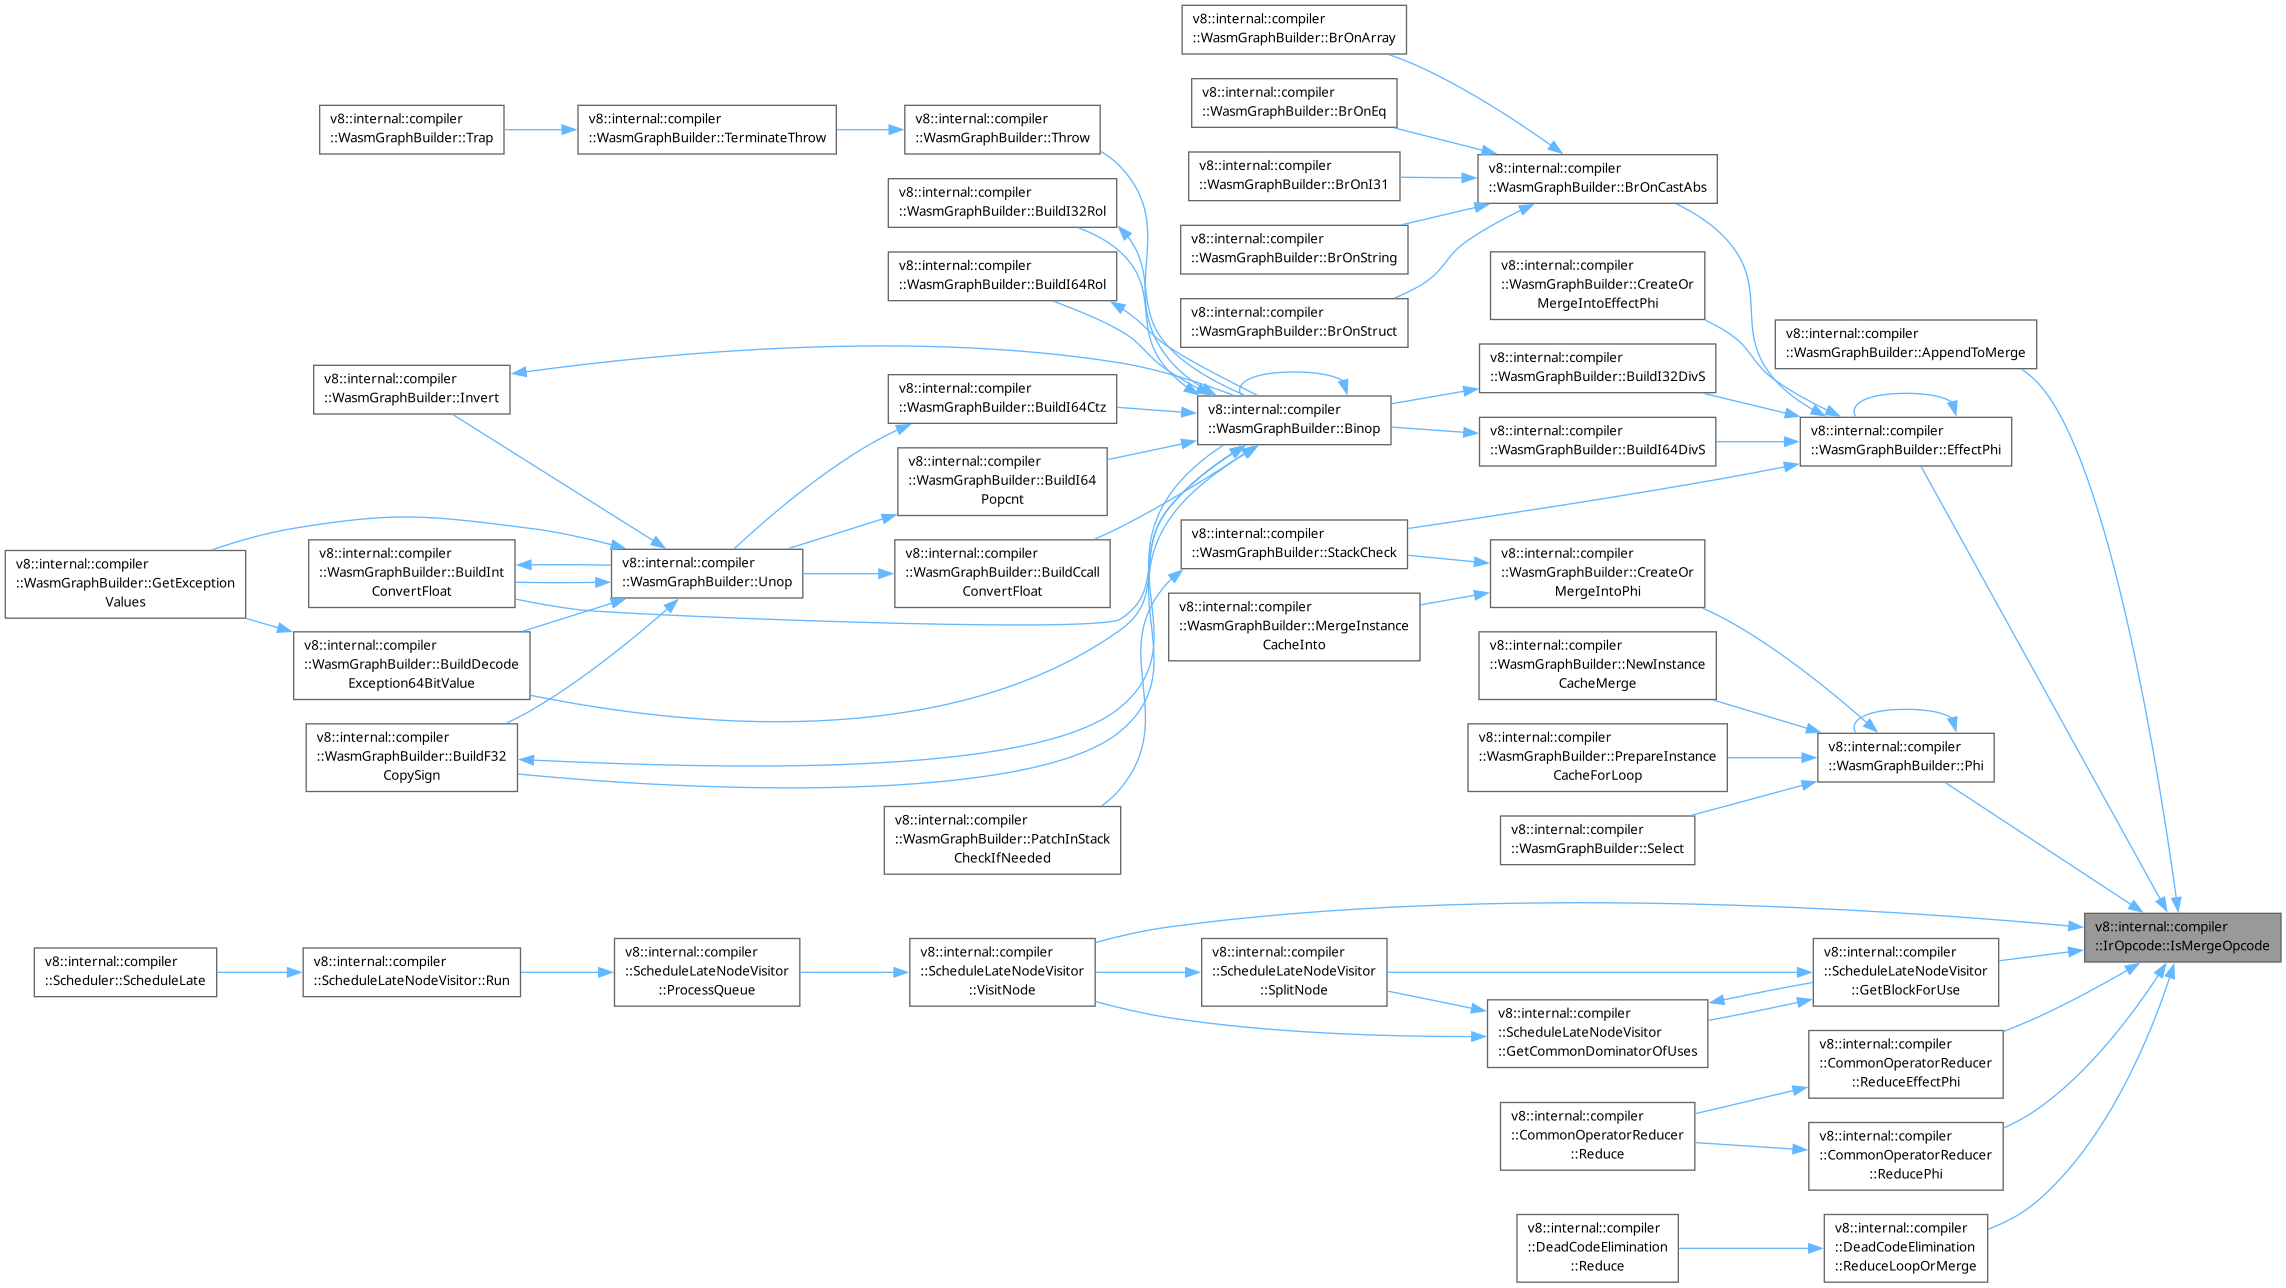 v8::internal::compiler
::WasmGraphBuilder::BrOnArray
v8::internal::compiler
::WasmGraphBuilder::BrOnEq
v8::internal::compiler
::WasmGraphBuilder::Trap
v8::internal::compiler
::WasmGraphBuilder::TerminateThrow
v8::internal::compiler
::WasmGraphBuilder::Throw
v8::internal::compiler
::WasmGraphBuilder::BrOnI31
v8::internal::compiler
::WasmGraphBuilder::BrOnCastAbs
v8::internal::compiler
::WasmGraphBuilder::BuildI32Rol
v8::internal::compiler
::WasmGraphBuilder::BrOnString
v8::internal::compiler
::WasmGraphBuilder::BuildI64Rol
v8::internal::compiler
::WasmGraphBuilder::CreateOr
MergeIntoEffectPhi
v8::internal::compiler
::WasmGraphBuilder::BrOnStruct
v8::internal::compiler
::WasmGraphBuilder::AppendToMerge
v8::internal::compiler
::WasmGraphBuilder::Invert
v8::internal::compiler
::WasmGraphBuilder::BuildI64Ctz
v8::internal::compiler
::WasmGraphBuilder::Binop
v8::internal::compiler
::WasmGraphBuilder::BuildI32DivS
v8::internal::compiler
::WasmGraphBuilder::BuildI64DivS
v8::internal::compiler
::WasmGraphBuilder::EffectPhi
v8::internal::compiler
::WasmGraphBuilder::BuildI64
Popcnt
v8::internal::compiler
::WasmGraphBuilder::StackCheck
v8::internal::compiler
::WasmGraphBuilder::GetException
Values
v8::internal::compiler
::WasmGraphBuilder::BuildInt
ConvertFloat
v8::internal::compiler
::WasmGraphBuilder::Unop
v8::internal::compiler
::WasmGraphBuilder::BuildCcall
ConvertFloat
v8::internal::compiler
::WasmGraphBuilder::CreateOr
MergeIntoPhi
v8::internal::compiler
::WasmGraphBuilder::MergeInstance
CacheInto
v8::internal::compiler
::WasmGraphBuilder::BuildDecode
Exception64BitValue
v8::internal::compiler
::WasmGraphBuilder::NewInstance
CacheMerge
v8::internal::compiler
::WasmGraphBuilder::BuildF32
CopySign
v8::internal::compiler
::WasmGraphBuilder::PrepareInstance
CacheForLoop
v8::internal::compiler
::WasmGraphBuilder::Phi
v8::internal::compiler
::WasmGraphBuilder::PatchInStack
CheckIfNeeded
v8::internal::compiler
::WasmGraphBuilder::Select
v8::internal::compiler
::IrOpcode::IsMergeOpcode
v8::internal::compiler
::Scheduler::ScheduleLate
v8::internal::compiler
::ScheduleLateNodeVisitor::Run
v8::internal::compiler
::ScheduleLateNodeVisitor
::ProcessQueue
v8::internal::compiler
::ScheduleLateNodeVisitor
::VisitNode
v8::internal::compiler
::ScheduleLateNodeVisitor
::SplitNode
v8::internal::compiler
::ScheduleLateNodeVisitor
::GetBlockForUse
v8::internal::compiler
::ScheduleLateNodeVisitor
::GetCommonDominatorOfUses
v8::internal::compiler
::CommonOperatorReducer
::ReduceEffectPhi
v8::internal::compiler
::CommonOperatorReducer
::Reduce
v8::internal::compiler
::CommonOperatorReducer
::ReducePhi
v8::internal::compiler
::DeadCodeElimination
::Reduce
v8::internal::compiler
::DeadCodeElimination
::ReduceLoopOrMerge